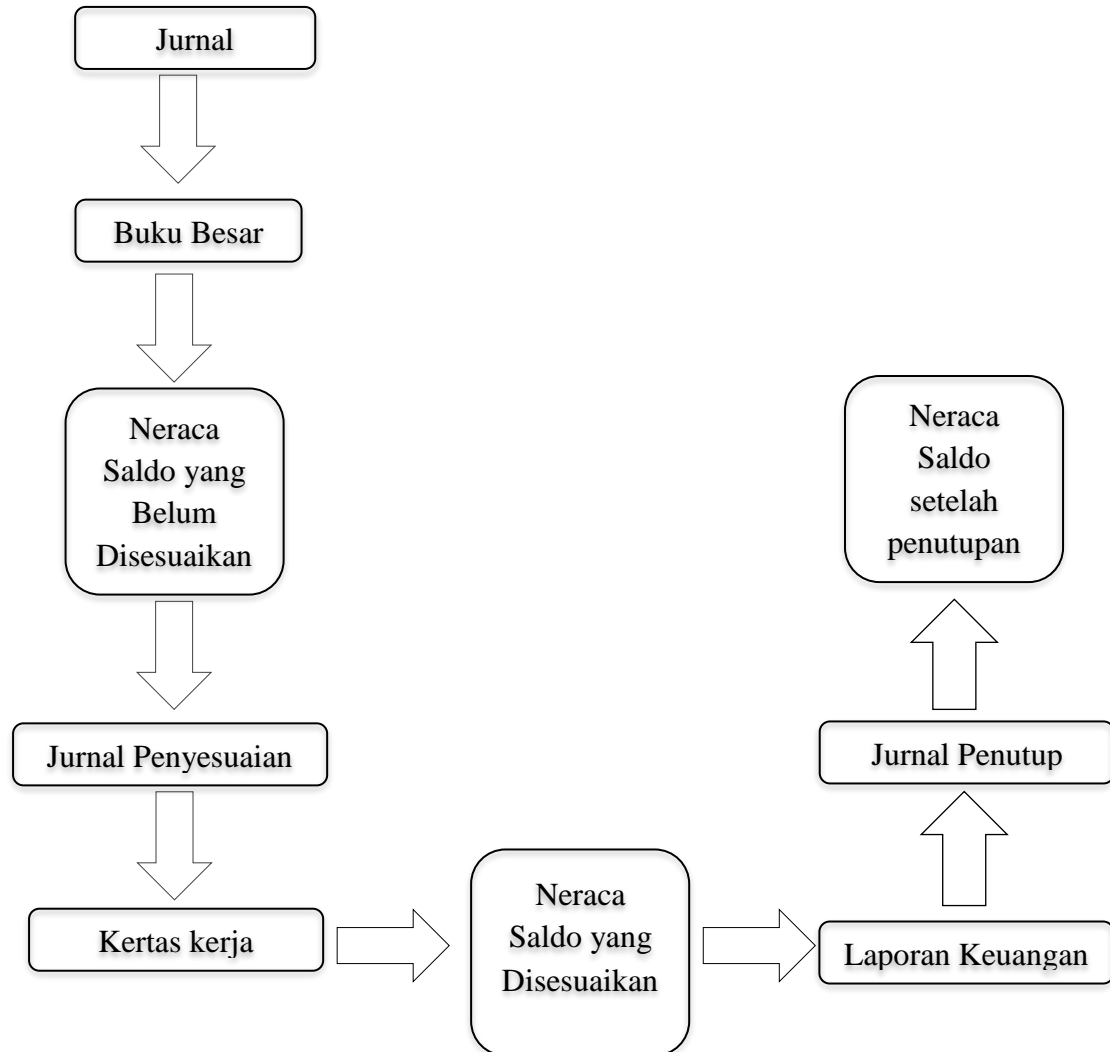 Jurnal
Buku Besar
Neraca
Saldo yang
Belum
Disesuaikan
Jurnal Penyesuaian
Kertas kerja
Neraca
Saldo yang
Disesuaikan
Laporan Keuangan
Jurnal Penutup
Neraca
Saldo
setelah
penutupan